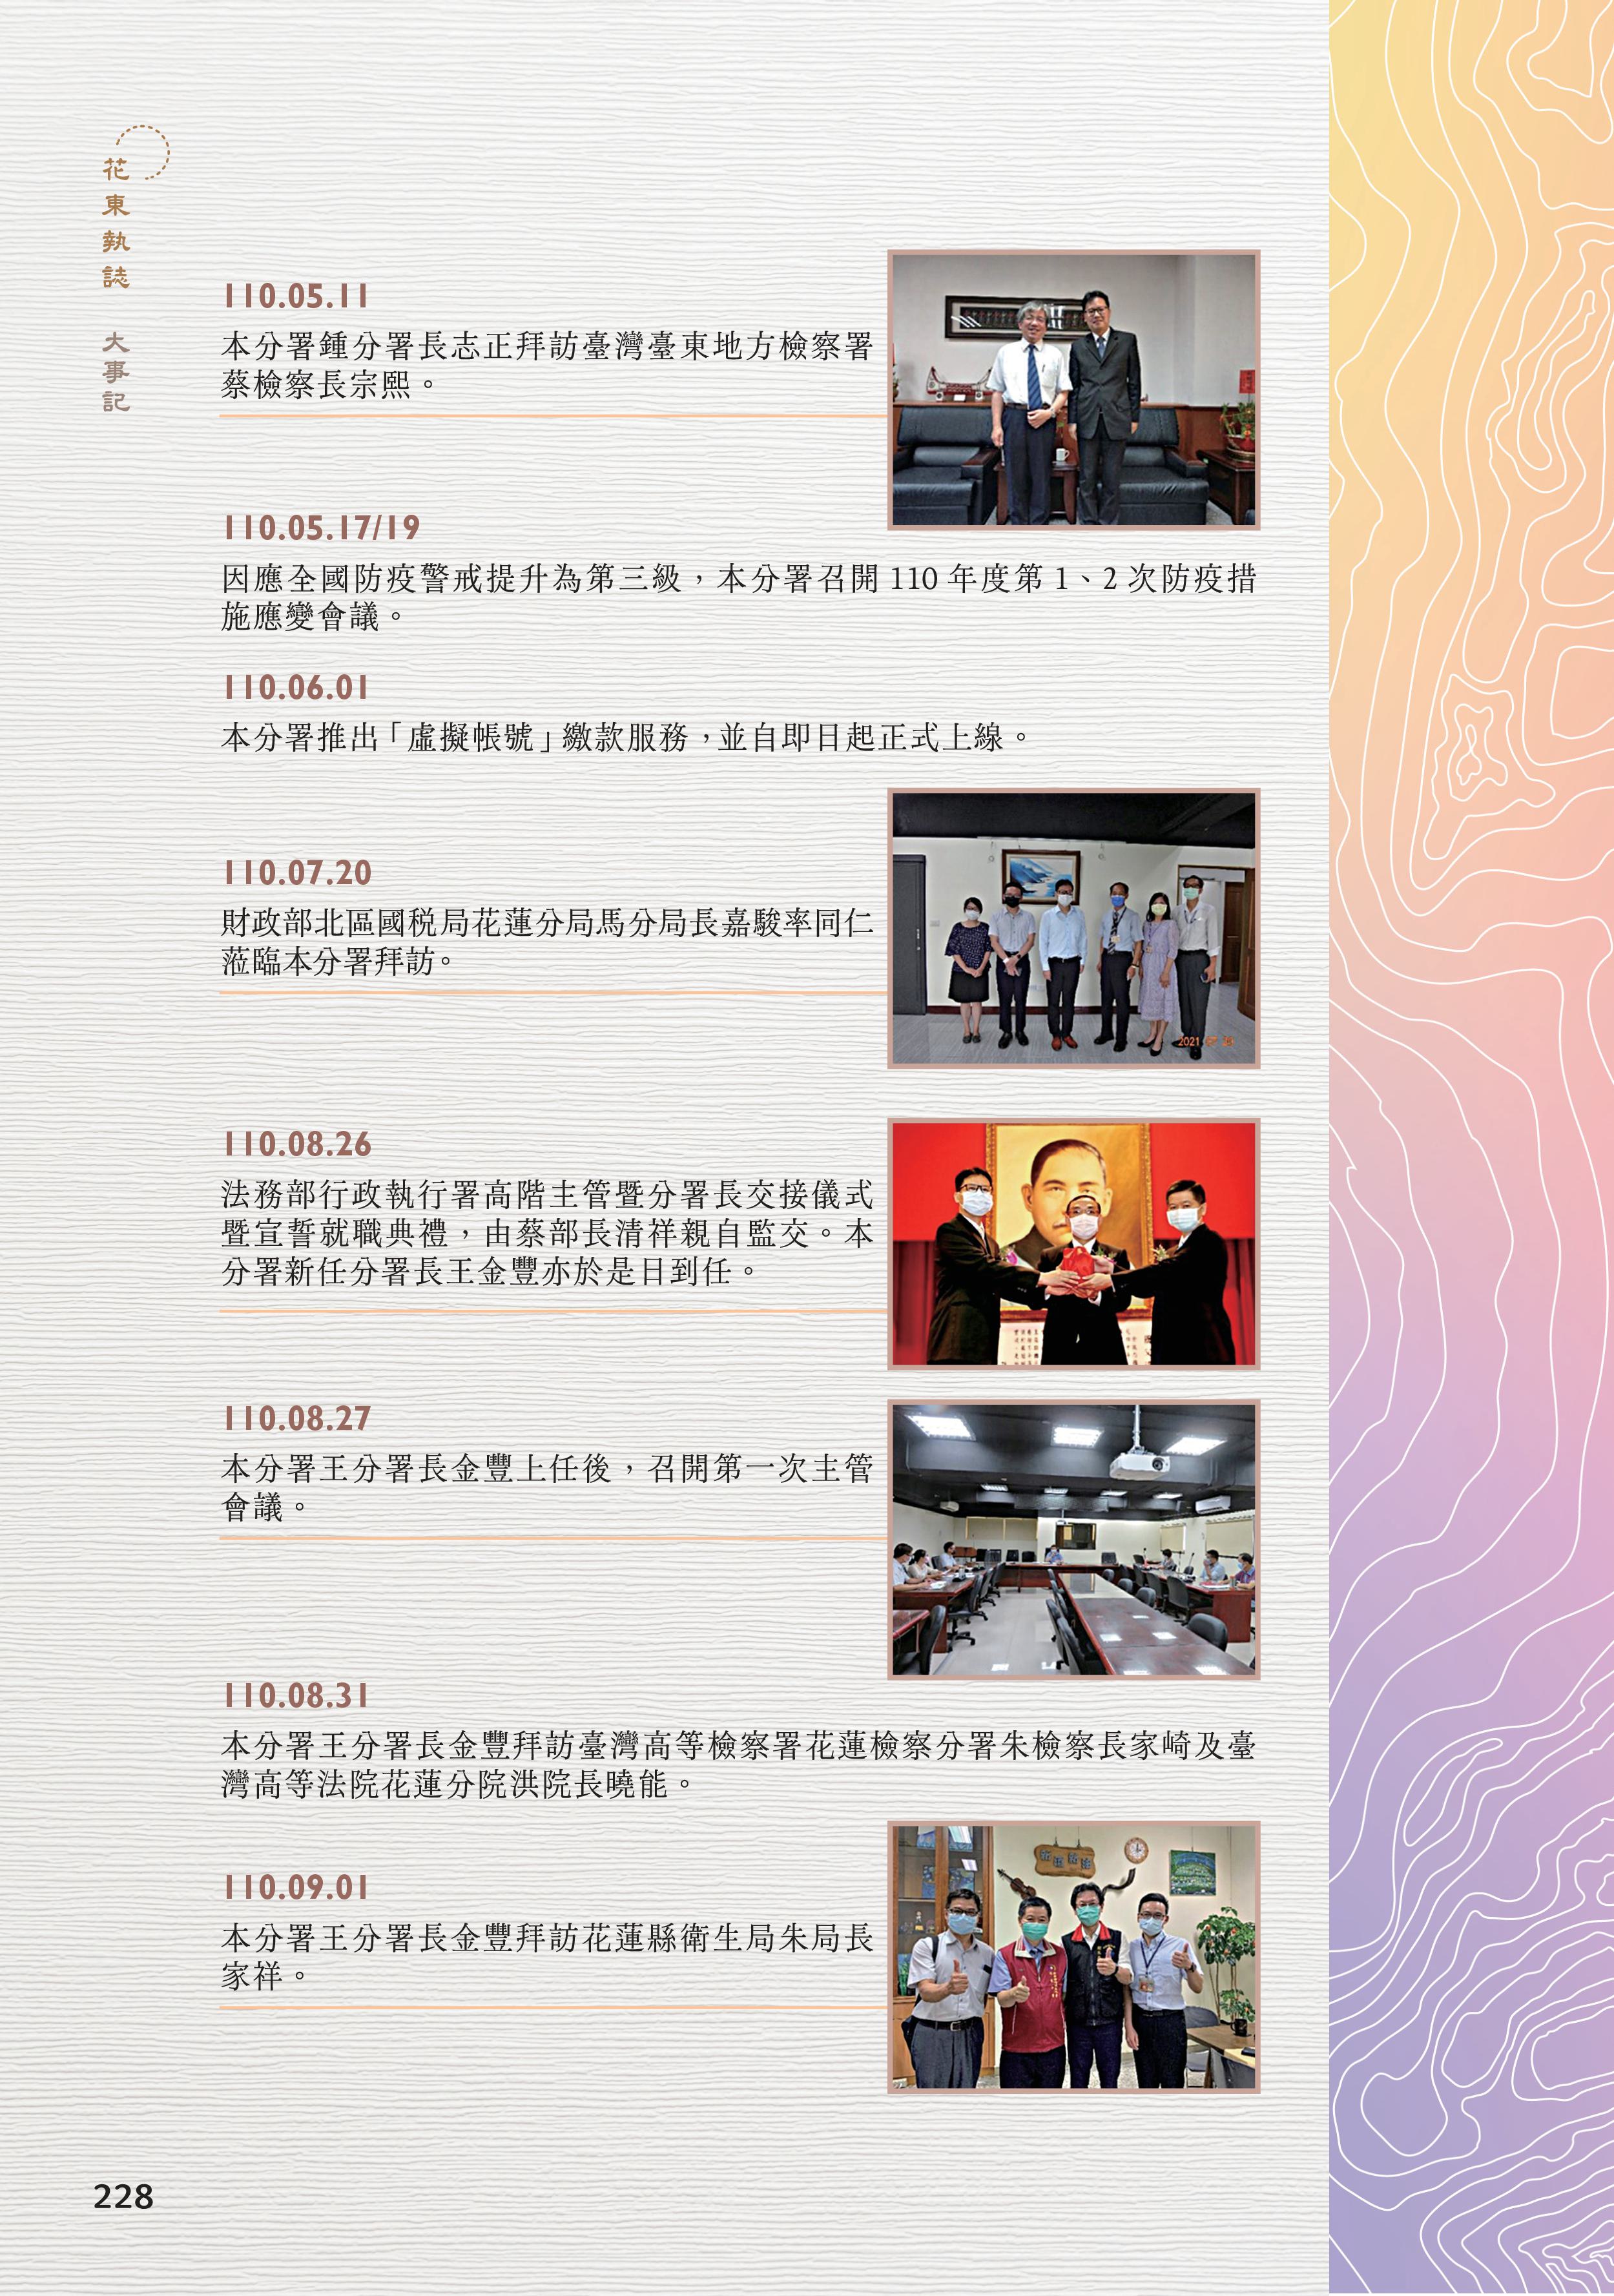 花東執誌 大事記
110.05.11
本分署鍾分署長志正拜訪臺灣臺東地方檢察署
蔡檢察長宗熙。
110.05.17/19
因應全國防疫警戒提升為第三級，本分署召開 110 年度第 1、2 次防疫措
施應變會議。
110.06.01
本分署推出「虛擬帳號」繳款服務，並自即日起正式上線。
110.07.20
財政部北區國稅局花蓮分局馬分局長嘉駿率同仁
蒞臨本分署拜訪。
2021
110.08.26
法務部行政執行署高階主管暨分署長交接儀式
暨宣誓就職典禮，由蔡部長清祥親自監交。本
分署新任分署長王金豐亦於是日到任。
110.08.27
本分署王分署長金豐上任後，召開第一次主管
會議。
110.08.31
本分署王分署長金豐拜訪臺灣高等檢察署花蓮檢察分署朱檢察長家崎及臺
灣高等法院花蓮分院洪院長曉能。
110.09.01
本分署王分署長金豐拜訪花蓮縣衛生局朱局長
家祥。
228